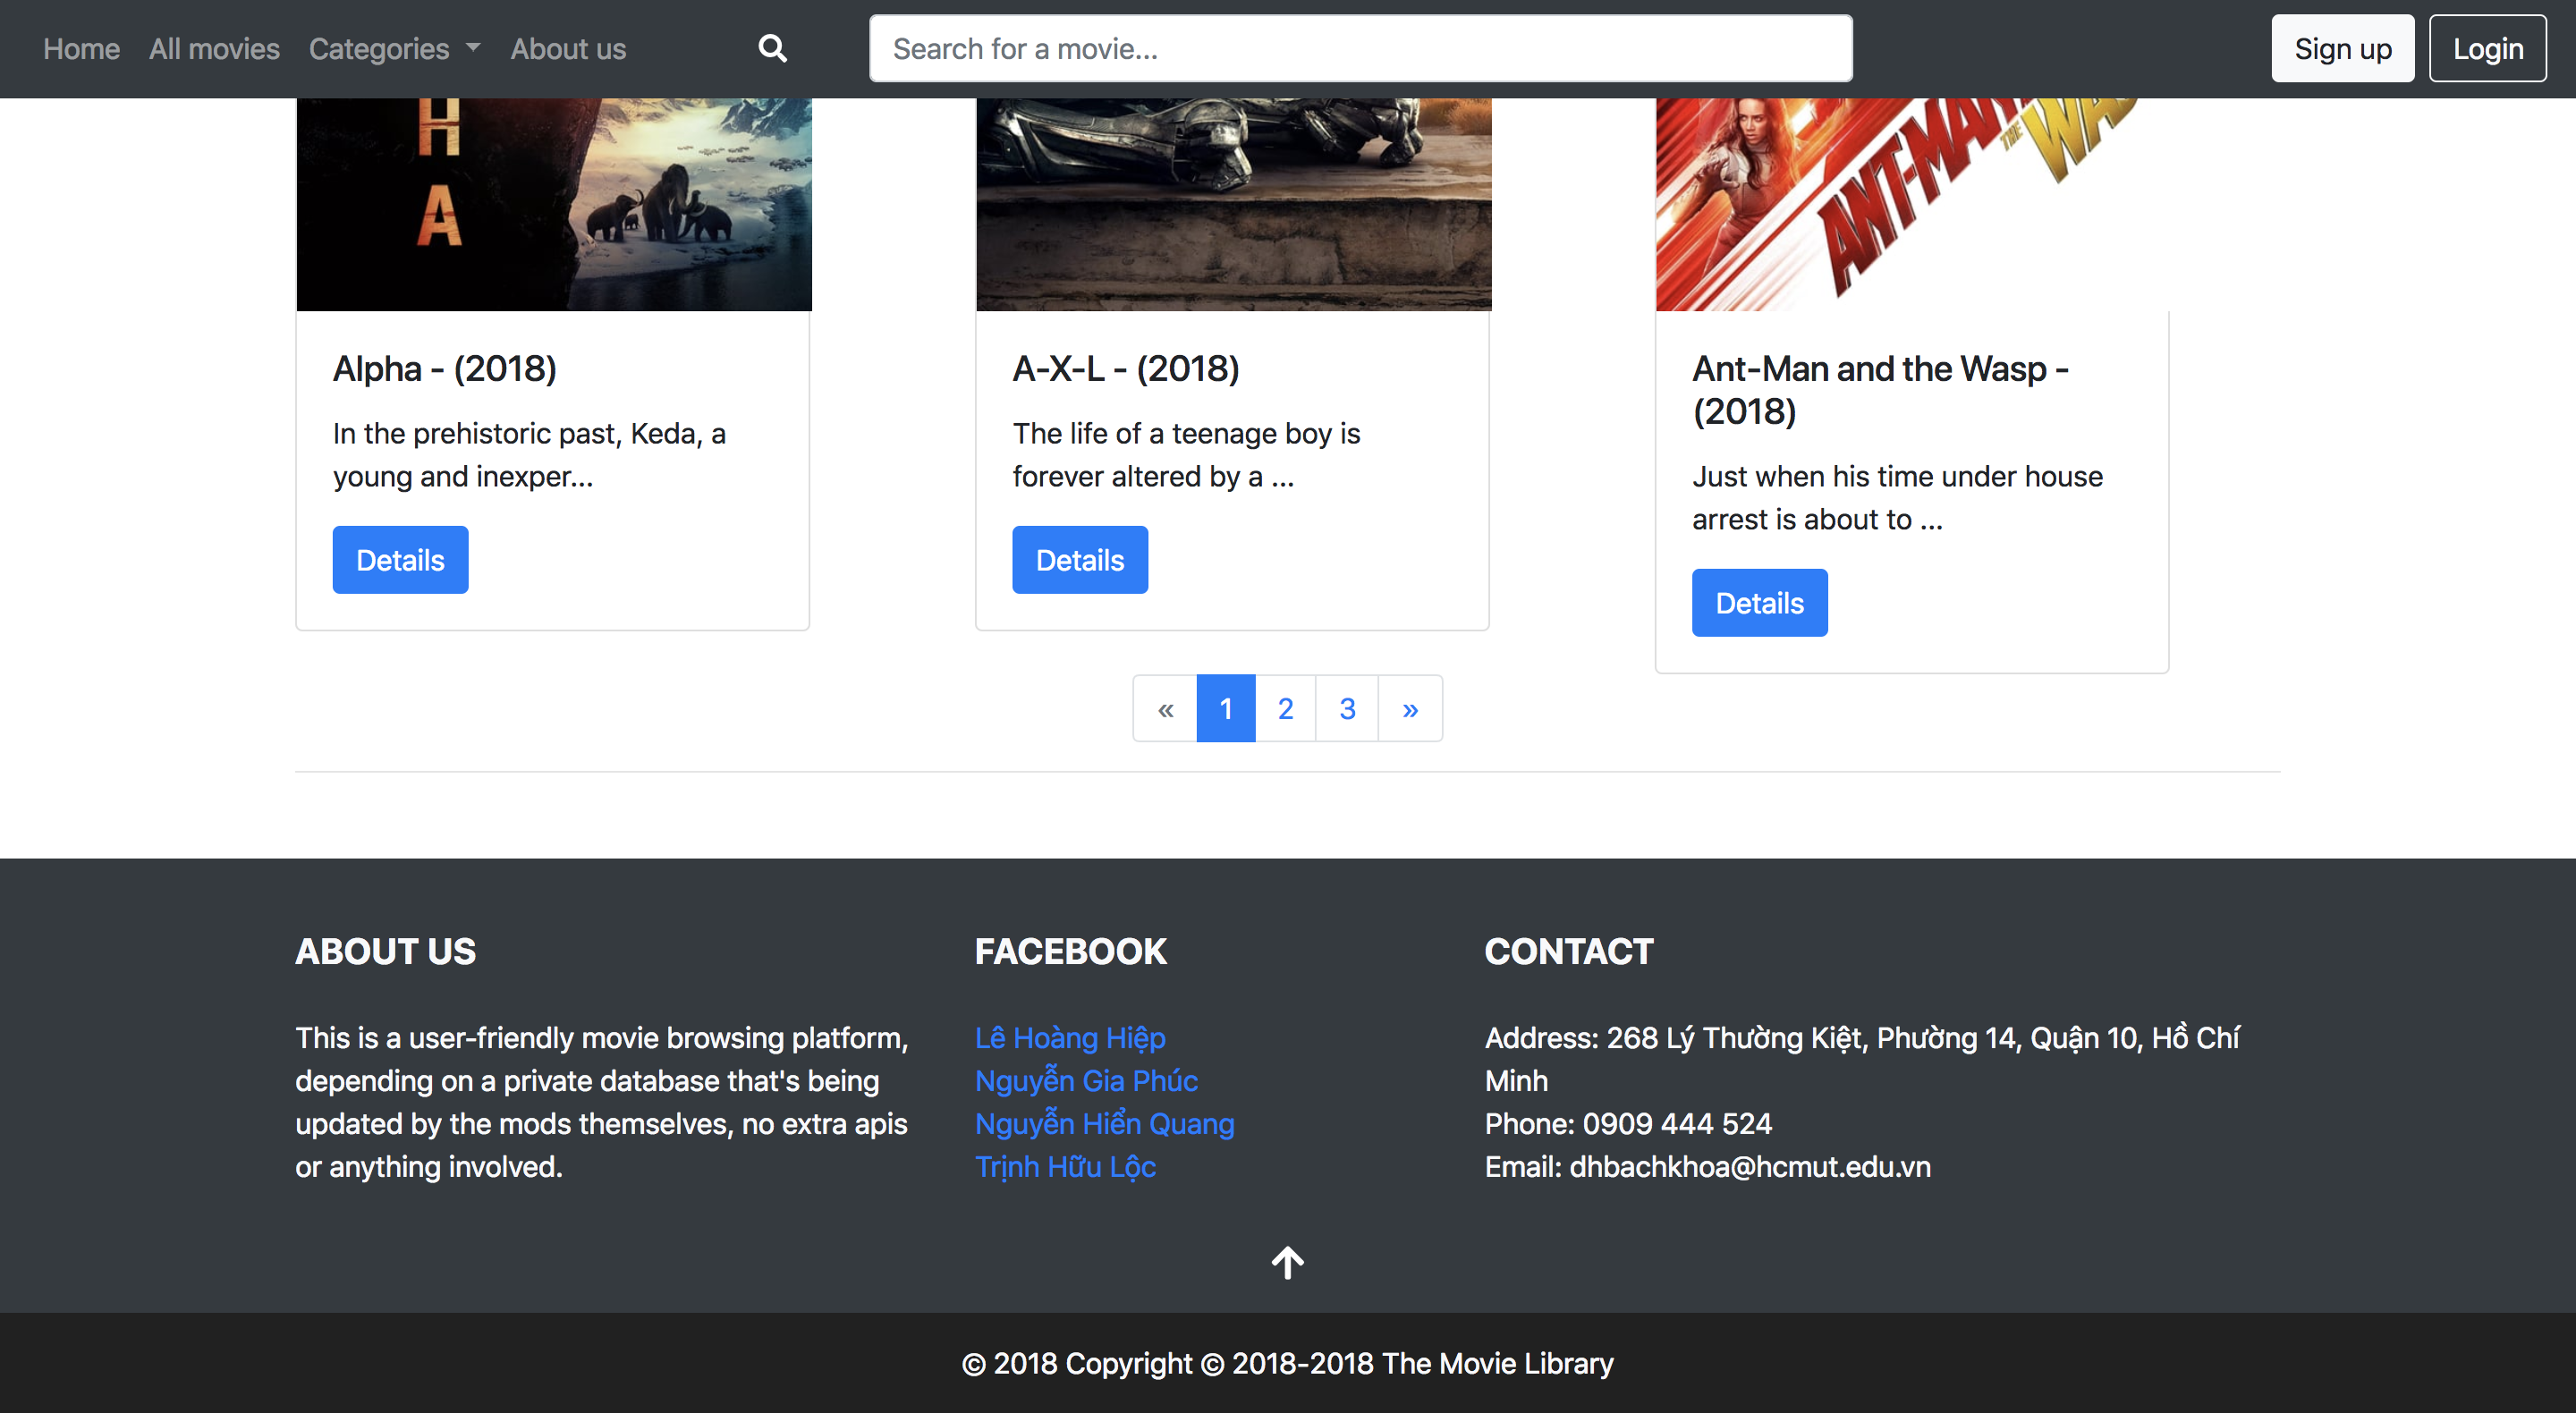 Home All movies Categories About us Search for a movie... Sign up Login
H
A
ANT-MAN
THE
Alpha - (2018)
In the prehistoric past, Keda, a
young and inexper...
Details
A-X-L - (2018)
The life of a teenage boy is
forever altered by a ...
Details
Ant-Man and the Wasp -
(2018)
Just when his time under house
arrest is about to ...
Details
« 1 2 3 »
ABOUT US
This is a user-friendly movie browsing platform,
depending on a private database that's being
updated by the mods themselves, no extra apis
or anything involved.
FACEBOOK
Lê Hoàng Hiệp
Nguyễn Gia Phúc
Nguyễn Hiển Quang
Trịnh Hữu Lộc
CONTACT
Address: 268 Lý Thường Kiệt, Phường 14, Quận 10, Hồ Chí
Minh
Phone: 0909 444 524
Email: dhbachkhoa@hcmut.edu.vn
© 2018 Copyright © 2018-2018 The Movie Library